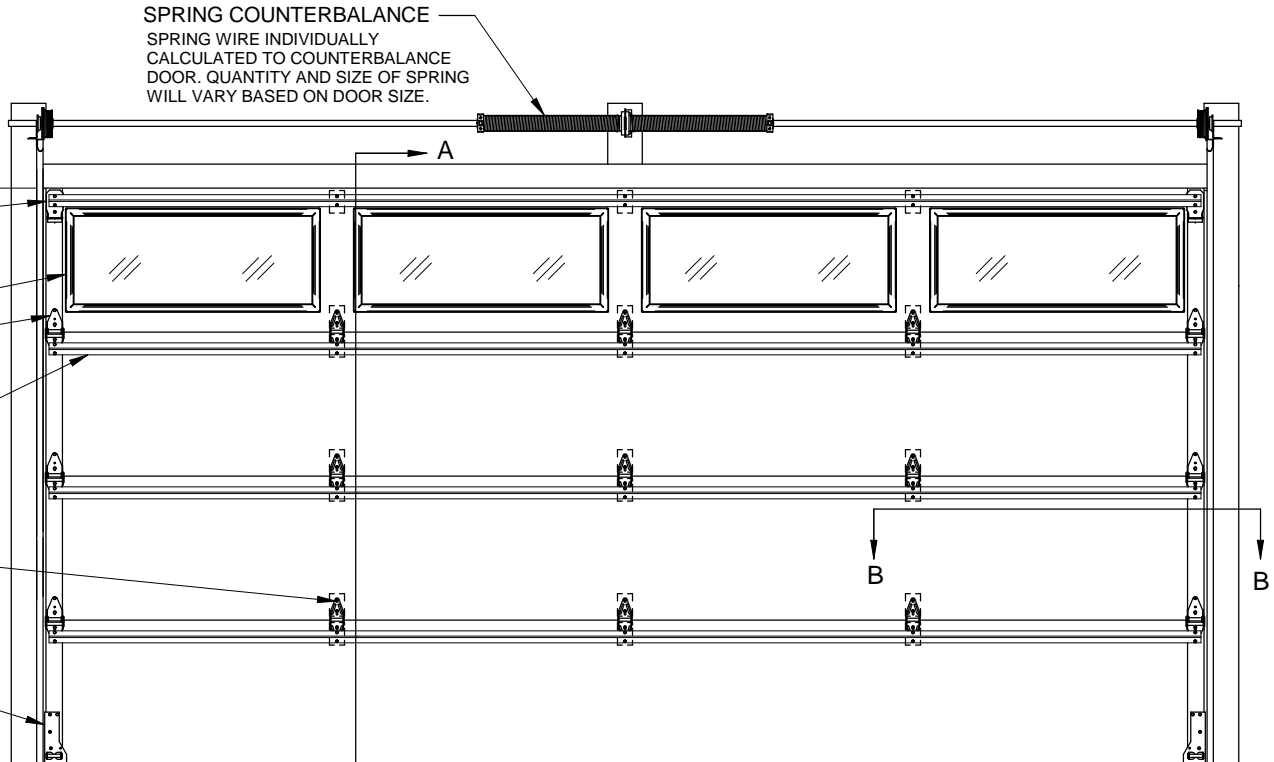 SPRING COUNTERBALANCE
SPRING WIRE INDIVIDUALLY
CALCULATED TO COUNTERBALANCE
DOOR. QUANTITY AND SIZE OF SPRING
WILL VARY BASED ON DOOR SIZE.
A
B
B